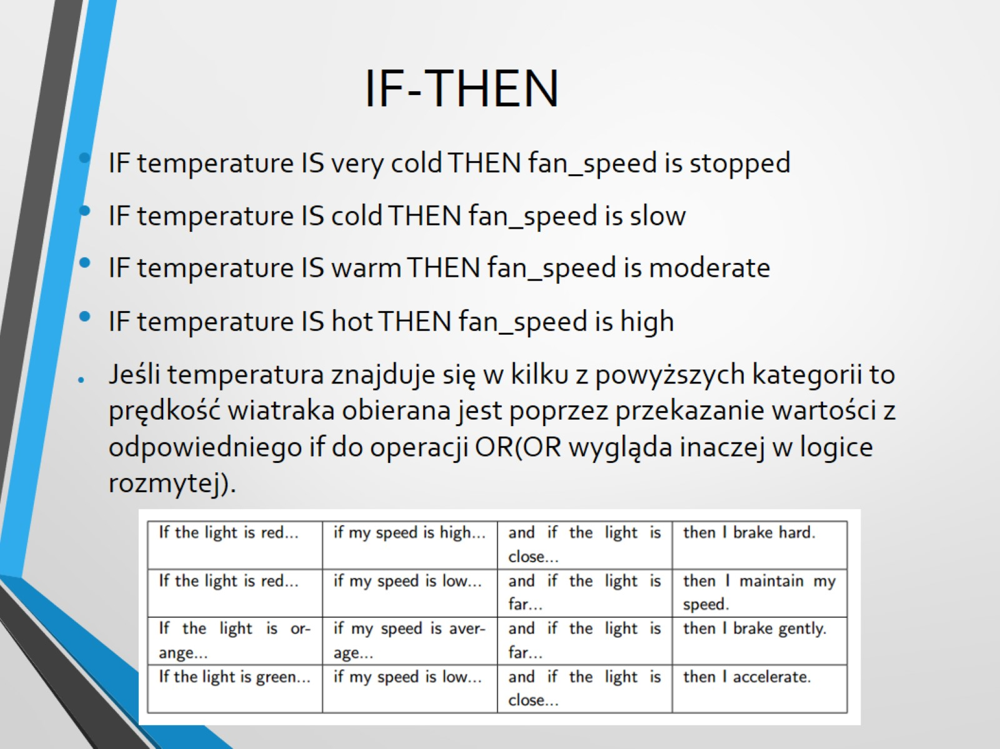 IF-THEN
• IF temperature IS very cold THEN fan_speed is stopped
• IF temperature IS cold THEN fan_speed is slow
• IF temperature IS warm THEN fan_speed is moderate
• IF temperature IS hot THEN fan_speed is high
• Jeśli temperatura znajduje się w kilku z powyższych kategorii to
prędkość wiatraka obierana jest poprzez przekazanie wartości z
odpowiedniego if do operacji OR(OR wygląda inaczej w logice
rozmytej).
If the light is red... if my speed is high... and if the light is then I brake hard.
close...
If the light is red... if my speed is low... and if the light is then I maintain my
far... speed.
If the light is or- if my speed is aver- and if the light is then I brake gently.
ange... age... far...
If the light is green... if my speed is low... and if the light is then I accelerate.
close...